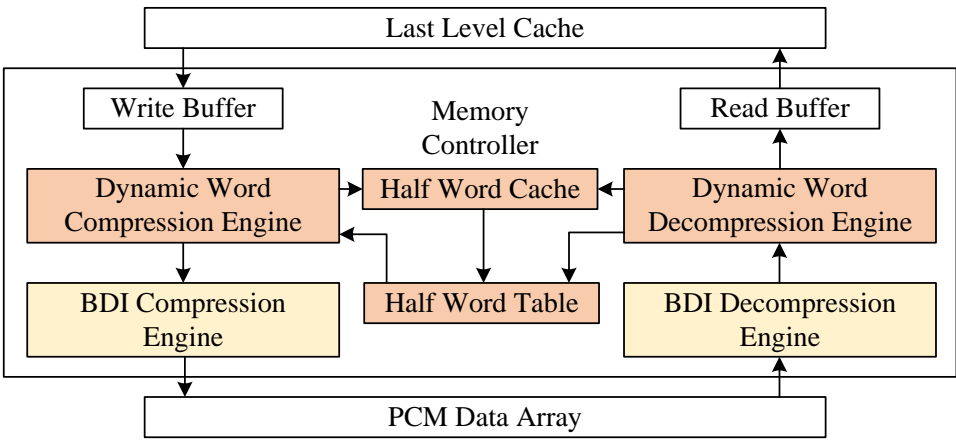 Last Level Cache
Write Buffer
Memory
Controller
Read Buffer
Dynamic Word
Compression Engine
Half Word Cache
Dynamic Word
Decompression Engine
BDI Compression
Engine
Half Word Table
BDI Decompression
Engine
PCM Data Array